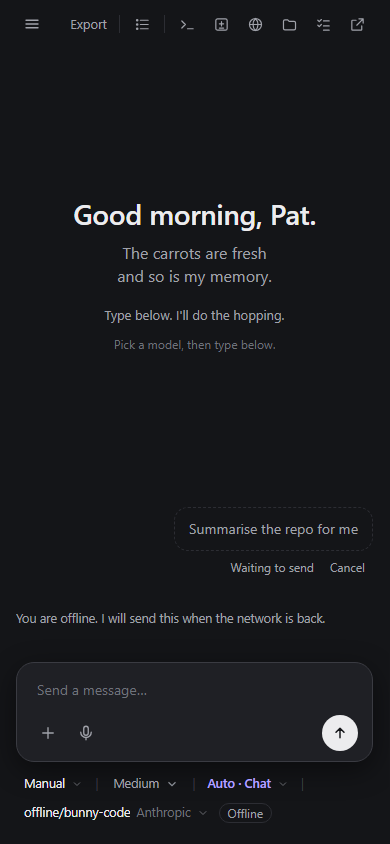 Export
Good morning, Pat.
The carrots are fresh
and so is my memory.
Type below. I'll do the hopping.
Pick a model, then type below.
Summarise the repo for me
Waiting to send Cancel
You are offline. I will send this when the network is back.
Send a message...
Manual Medium Auto · Chat
offline/bunny-code Anthropic Offline